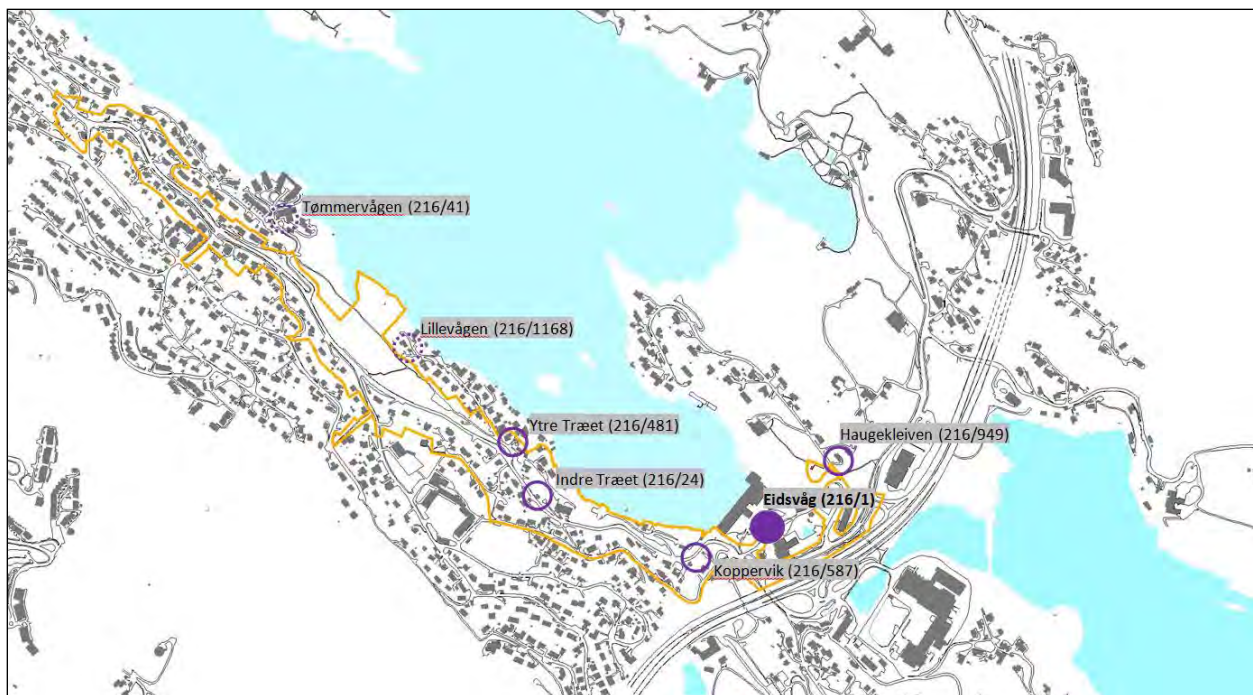 Tømmervågen (216/41)
Lillevågen (216/1168)
Ytre Træet (216/481)
Haugekleiven (216/949)
Indre Træet (216/24)
Eidsvåg (216/1)
Koppervik (216/587)